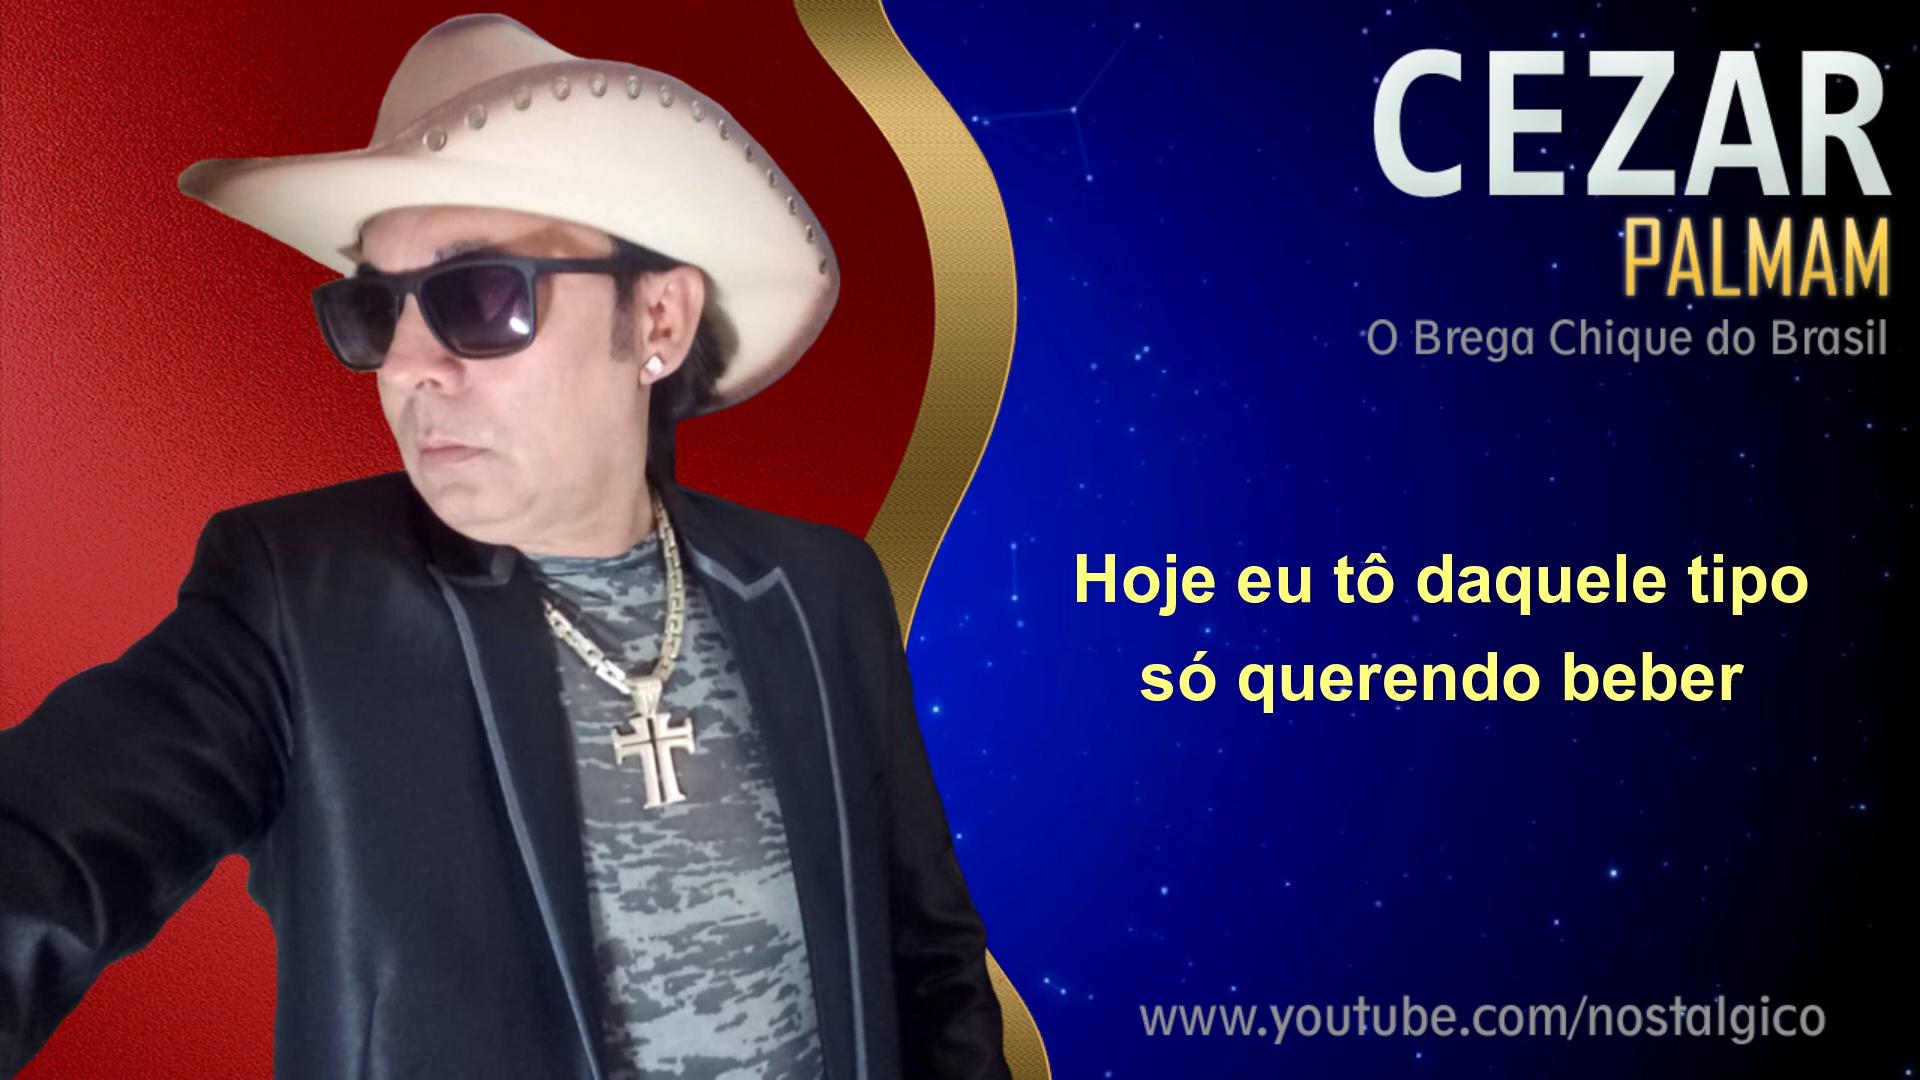 CEZAR
PALMAM
O Brega Chique do Brasil
Hoje eu tô daquele tipo
só querendo beber
www.youtube.com/nostalgico